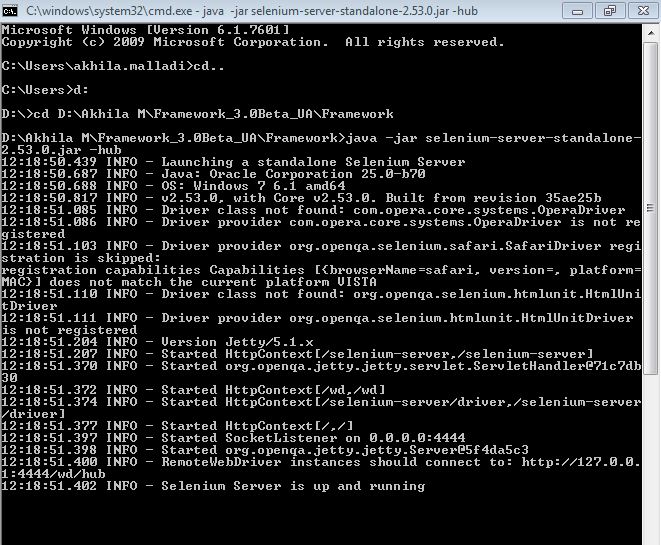 C:\windows\system32\cmd.exe - java -jar selenium-server-standalone-2.53.0.jar -hub
Microsoft Windows [Version 6.1.7601]
Copyright (c) 2009 Microsoft Corporation.  All rights reserved.
C:\Users\akhila.malladi>cd..
C:\Users>d:
D:\>cd D:\Akhila M\Framework_3.0Beta_UA\Framework
D:\Akhila M\Framework_3.0Beta_UA\Framework>java -jar selenium-server-standalone-
2.53.0.jar -hub
12:18:50.439 INFO - Launching a standalone Selenium Server
12:18:50.687 INFO - Java: Oracle Corporation 25.0-b70
12:18:50.688 INFO - OS: Windows 7 6.1 amd64
12:18:50.817 INFO - v2.53.0, with Core v2.53.0. Built from revision 35ae25b
12:18:51.085 INFO - Driver class not found: com.opera.core.systems.OperaDriver
12:18:51.086 INFO - Driver provider com.opera.core.systems.OperaDriver is not re
gistered
12:18:51.103 INFO - Driver provider org.openqa.selenium.safari.SafariDriver regi
stration is skipped:
registration capabilities Capabilities [{browserName=safari, version=, platform=
MAC}] does not match the current platform VISTA
12:18:51.110 INFO - Driver class not found: org.openqa.selenium.htmlunit.HtmlUni
tDriver
12:18:51.111 INFO - Driver provider org.openqa.selenium.htmlunit.HtmlUnitDriver
is not registered
12:18:51.204 INFO - Version Jetty/5.1.x
12:18:51.207 INFO - Started HttpContext[/selenium-server,/selenium-server]
12:18:51.370 INFO - Started org.openqa.jetty.jetty.servlet.ServletHandler@71c7db
30
12:18:51.372 INFO - Started HttpContext[/wd,/wd]
12:18:51.374 INFO - Started HttpContext[/selenium-server/driver,/selenium-server
/driver]
12:18:51.377 INFO - Started HttpContext[/,/]
12:18:51.397 INFO - Started SocketListener on 0.0.0.0:4444
12:18:51.398 INFO - Started org.openqa.jetty.jetty.Server@5f4da5c3
12:18:51.400 INFO - RemoteWebDriver instances should connect to: http://127.0.0.
1:4444/wd/hub
12:18:51.402 INFO - Selenium Server is up and running